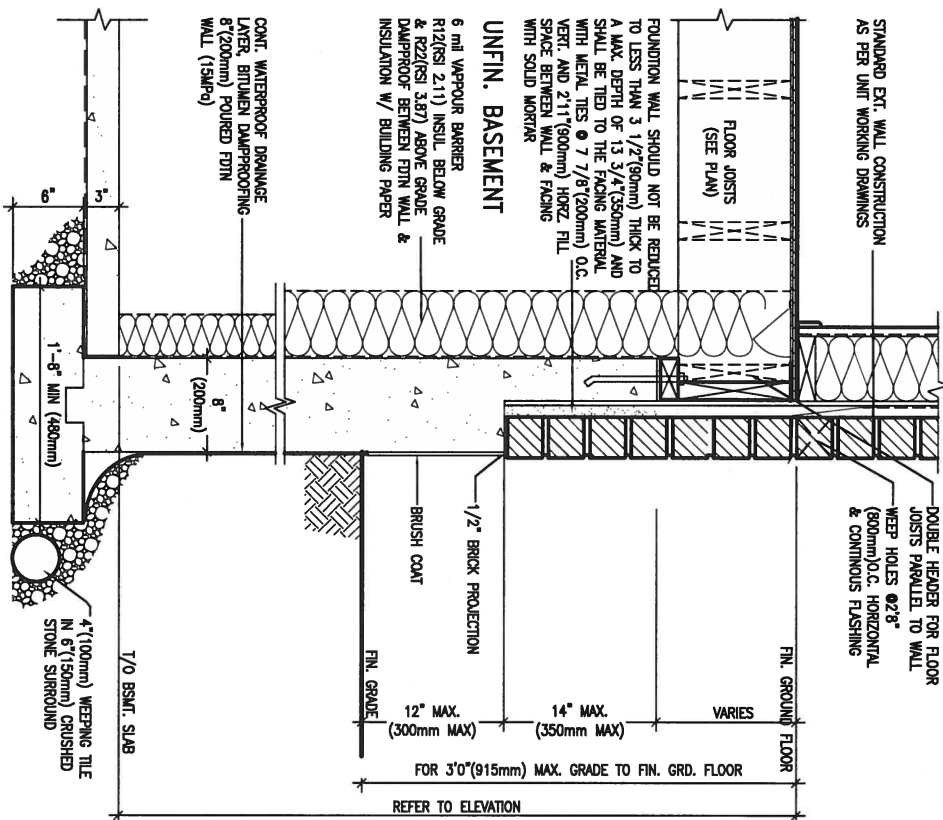 STANDARD EXT. WALL CONSTRUCTION
AS PER UNIT WORKING DRAWINGS
FLOOR JOISTS
(SEE PLAN)
FOUNDTION WALL SHOULD NOT BE REDUCED
TO LESS THAN 3 1/2"(90mm) THICK TO
A MAX. DEPTH OF 13 3/4"(350mm) AND
SHALL BE TIED TO THE FACING MATERIAL
WITH METAL TIES @ 7 7/8"(200mm) O.C.
VERT. AND 2'11"(900mm) HORZ. FILL
SPACE BETWEEN WALL & FACING
WITH SOLID MORTAR
UNFIN. BASEMENT
6 mil VAPPOUR BARRIER
R12(RSI 2.11) INSUL BELOW GRADE
& R22(RSI 3.87) ABOVE GRADE
DAMPPROOF BETWEEN FDTN WALL &
INSULATION W/ BUILDING PAPER
CONT. WATERPROOF DRAINAGE
LAYER, BITUMEN DAMPPROOFING
8"(200mm) POURED FDTN
WALL (15MPa)
6"
3"
8"
(200mm)
1'-8" MIN (480mm)
DOUBLE HEADER FOR FLOOR
JOISTS PARALLEL TO WALL
WEEP HOLES @2'8"
(800mm)O.C. HORIZONTAL
& CONTINOUS FLASHING
1/2" BRICK PROJECTION
BRUSH COAT
4"(100mm) WEEPING TILE
IN 6"(150mm) CRUSHED
STONE SURROUND
FIN. GROUND FLOOR
FIN. GRADE
T/O BSMT. SLAB
12" MAX.
(300mm MAX)
14" MAX.
(350mm MAX)
VARIES
FOR 3'0"(915mm) MAX. GRADE TO FIN. GRD. FLOOR
REFER TO ELEVATION